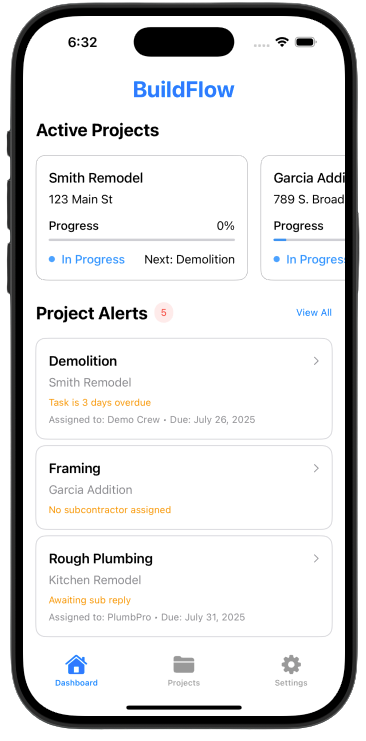 6:32
BuildFlow
Active Projects
Smith Remodel
123 Main St
Progress 0%
In Progress Next: Demolition
Garcia Addi
789 S. Broad
Progress
In Progress
Project Alerts 5 View All
Demolition
Smith Remodel
Task is 3 days overdue
Assigned to: Demo Crew • Due: July 26, 2025
Framing
Garcia Addition
No subcontractor assigned
Rough Plumbing
Kitchen Remodel
Awaiting sub reply
Assigned to: PlumbPro • Due: July 31, 2025
Dashboard Projects Settings